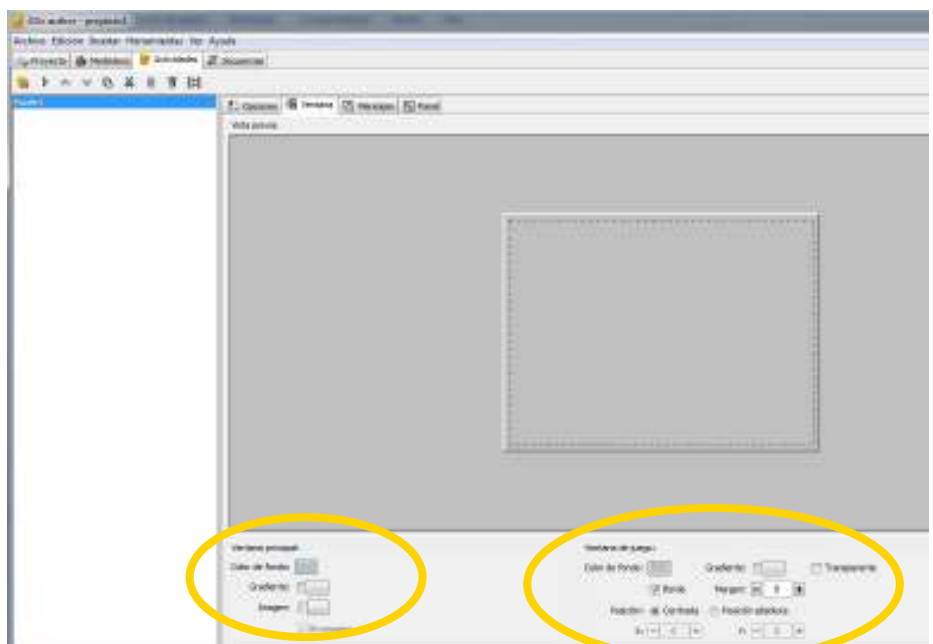 JClic author -
Archivo Edicion Insertar Herramientas Ver Ayuda
Proyecto Mediateca Actividades Secuencias
Opciones Ventana Mensajes Panel
Vista previa
Ventana principal: Ventana de juego:
Color de fondo: Color de fondo: Gradiente: Transparente
Gradiente: Borde Margen: 8
Imagen: Posición: Centrada Posición absoluta:
X: Y: